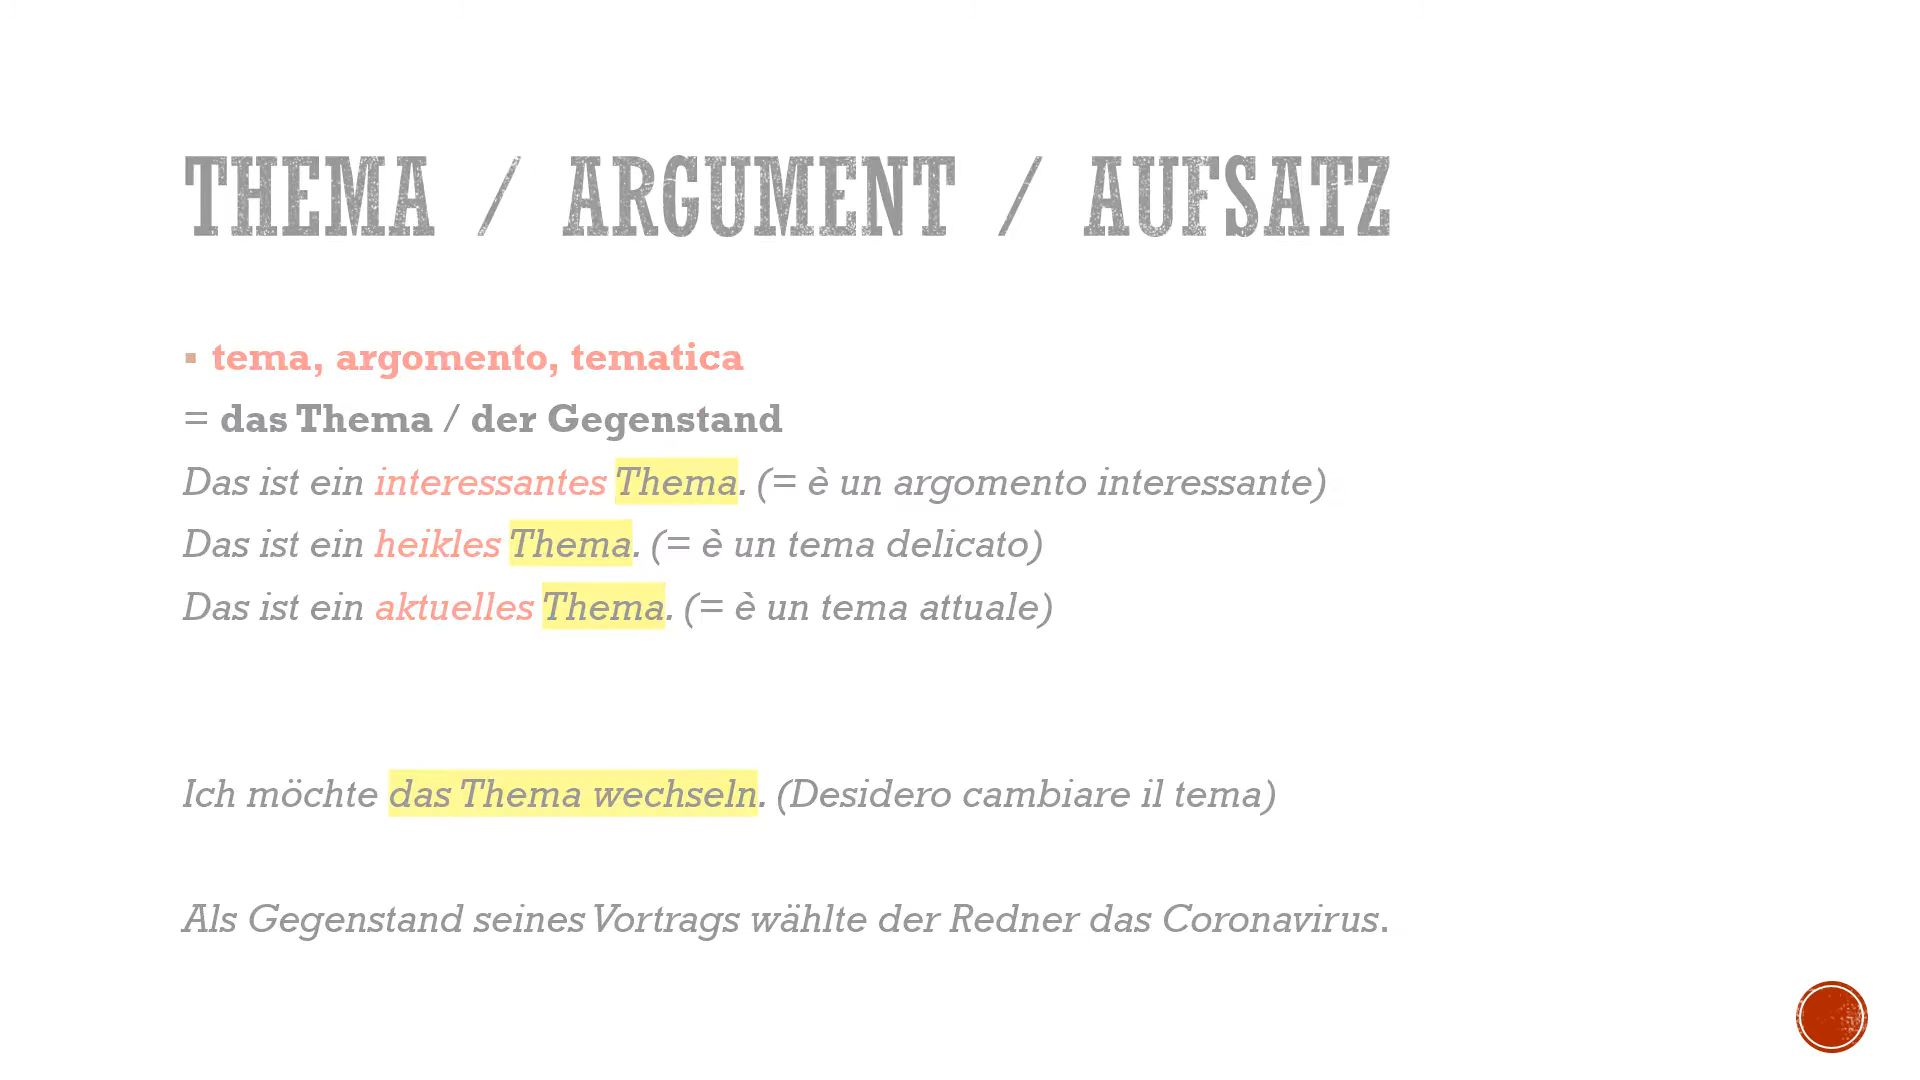 THEMA / ARGUMENT / AUFSATZ
▪ tema, argomento, tematica
= das Thema / der Gegenstand
Das ist ein interessantes Thema. (= è un argomento interessante)
Das ist ein heikles Thema. (= è un tema delicato)
Das ist ein aktuelles Thema. (= è un tema attuale)
Ich möchte das Thema wechseln. (Desidero cambiare il tema)
Als Gegenstand seines Vortrags wählte der Redner das Coronavirus.